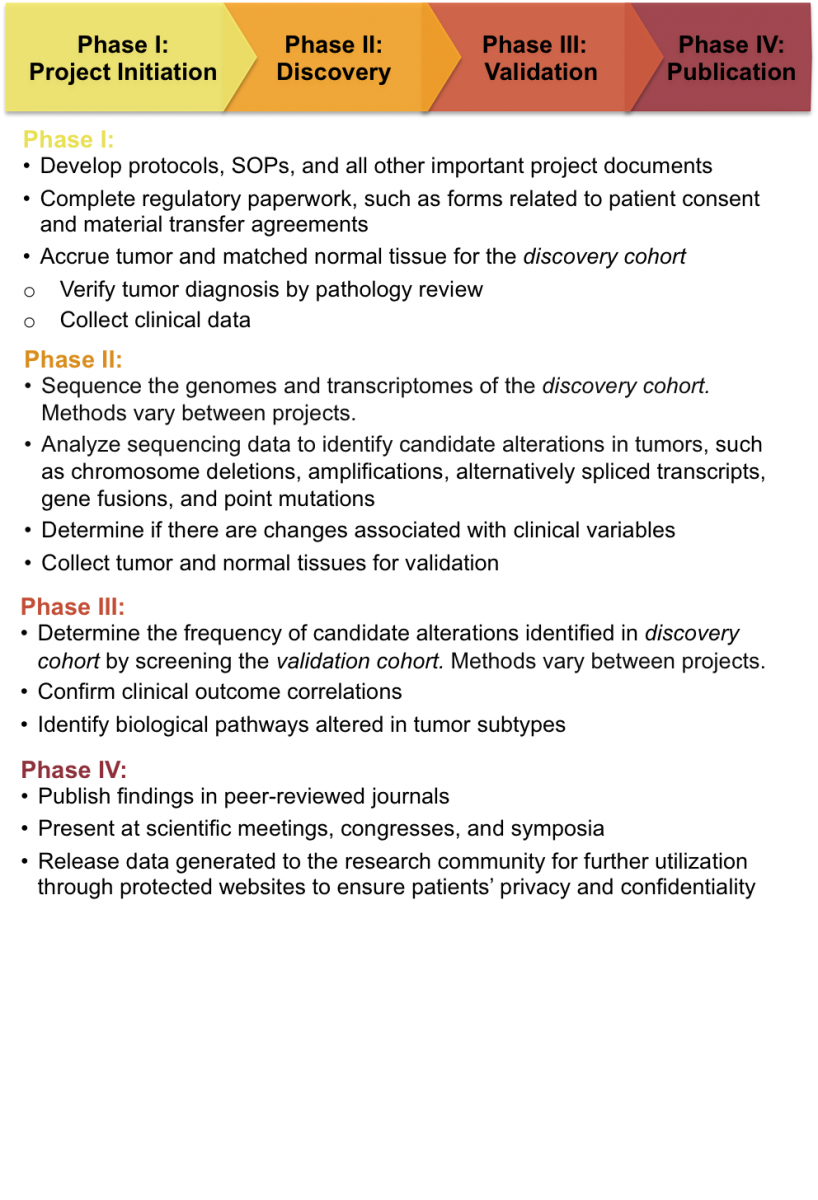 Phase I:
Project Initiation
Phase II:
Discovery
Phase III:
Validation
Phase IV:
Publication
Phase I:
• Develop protocols, SOPs, and all other important project documents
• Complete regulatory paperwork, such as forms related to patient consent
and material transfer agreements
• Accrue tumor and matched normal tissue for the discovery cohort
o Verify tumor diagnosis by pathology review
o Collect clinical data
Phase II:
• Sequence the genomes and transcriptomes of the discovery cohort.
Methods vary between projects.
• Analyze sequencing data to identify candidate alterations in tumors, such
as chromosome deletions, amplifications, alternatively spliced transcripts,
gene fusions, and point mutations
• Determine if there are changes associated with clinical variables
• Collect tumor and normal tissues for validation
Phase III:
• Determine the frequency of candidate alterations identified in discovery
cohort by screening the validation cohort. Methods vary between projects.
• Confirm clinical outcome correlations
• Identify biological pathways altered in tumor subtypes
Phase IV:
• Publish findings in peer-reviewed journals
• Present at scientific meetings, congresses, and symposia
• Release data generated to the research community for further utilization
through protected websites to ensure patients’ privacy and confidentiality